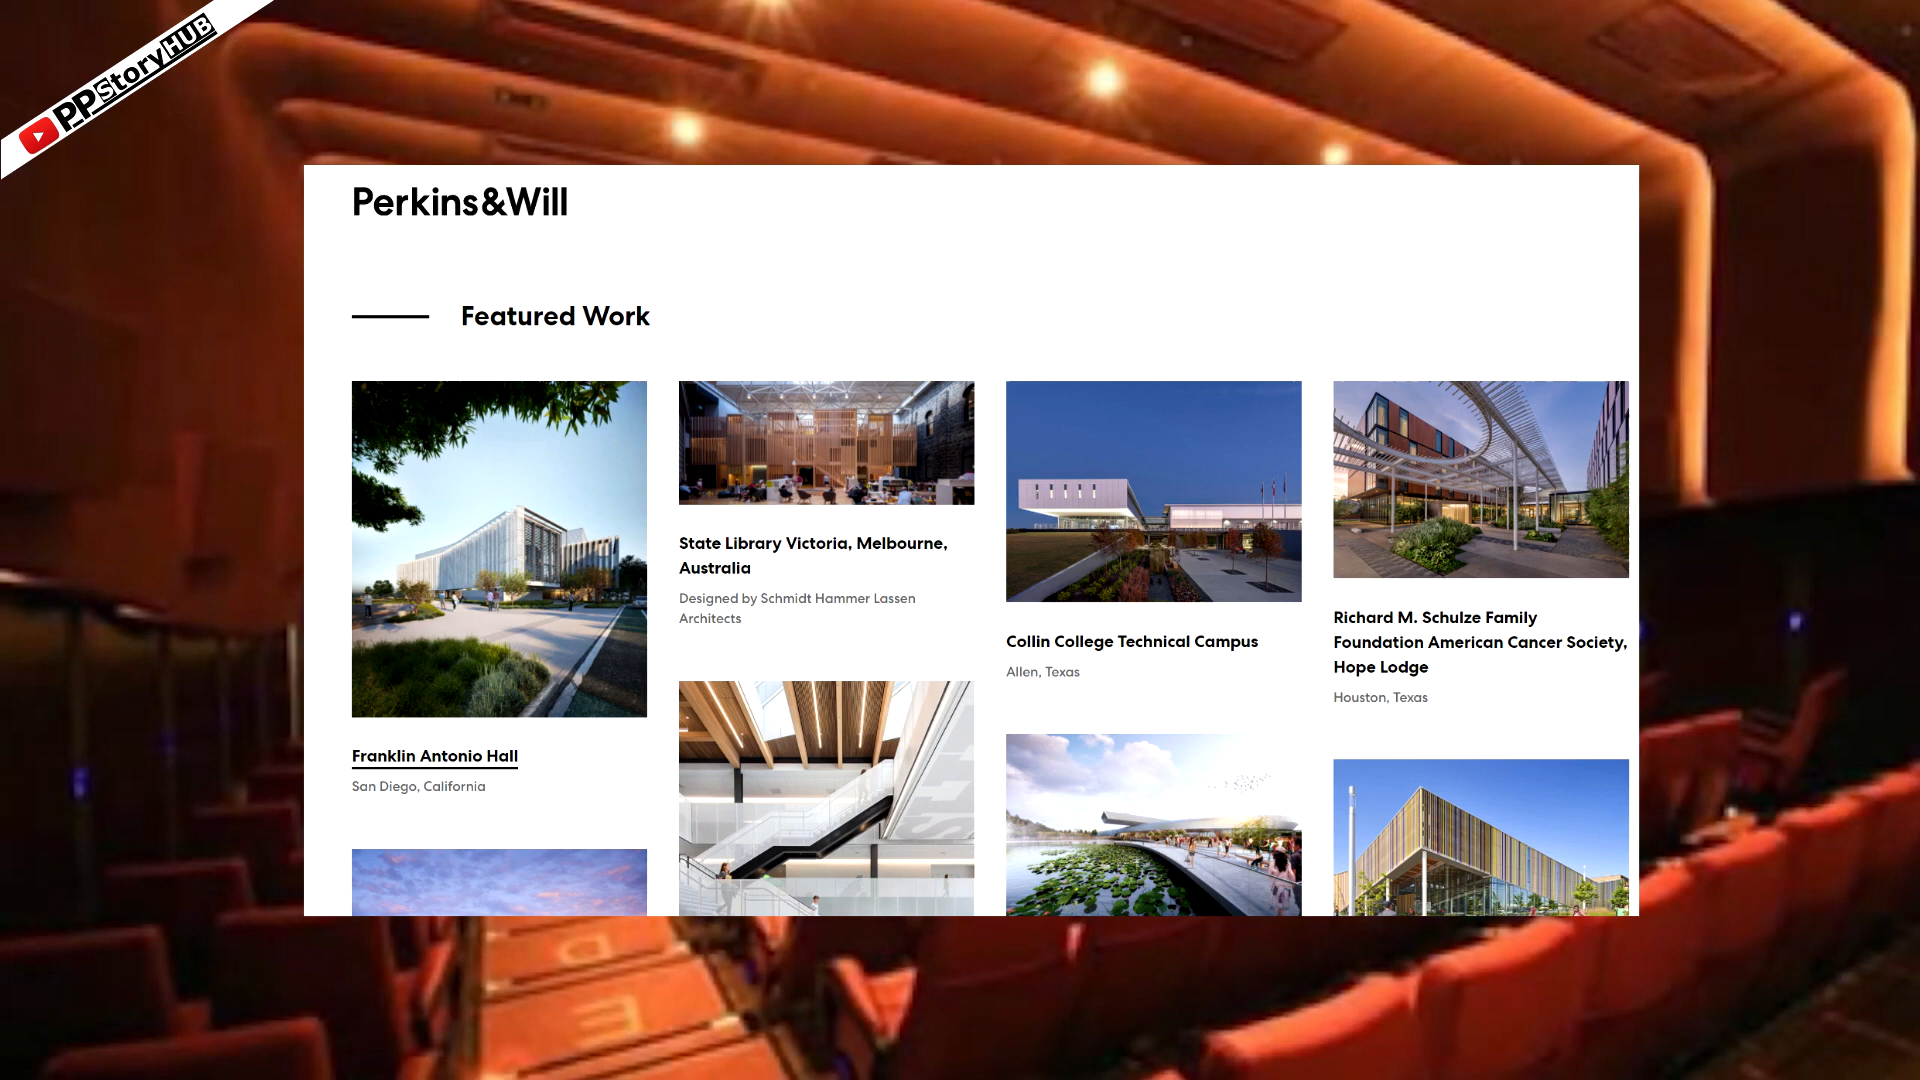 PPStoryHUB
Perkins&Will
Featured Work
State Library Victoria, Melbourne,
Australia
Designed by Schmidt Hammer Lassen
Architects
Collin College Technical Campus
Allen, Texas
Richard M. Schulze Family
Foundation American Cancer Society,
Hope Lodge
Houston, Texas
Franklin Antonio Hall
San Diego, California